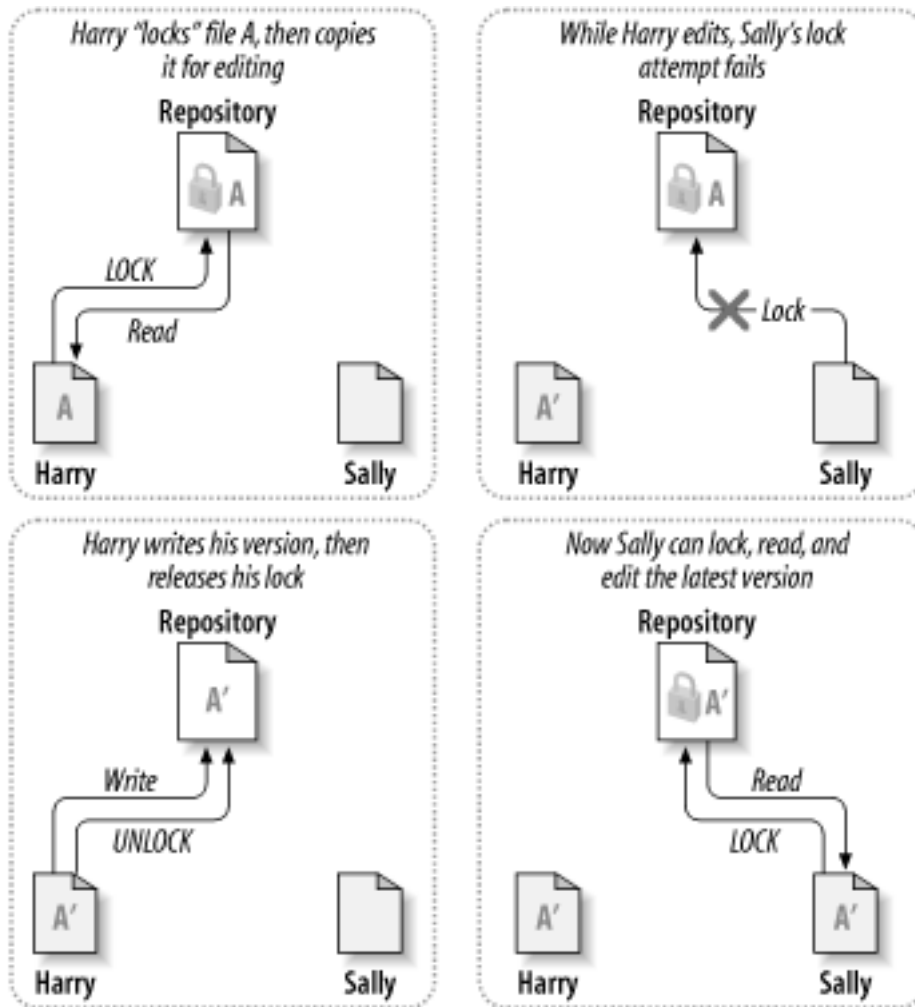 Harry “locks” file A, then copies
it for editing
Repository
A
LOCK
Read
A
Harry
Sally
While Harry edits, Sally’s lock
attempt fails
Repository
A
Lock
A’
Harry
Sally
Harry writes his version, then
releases his lock
Repository
A’
Write
UNLOCK
A’
Harry
Sally
Now Sally can lock, read, and
edit the latest version
Repository
A’
Read
LOCK
A’
A’
Harry
Sally